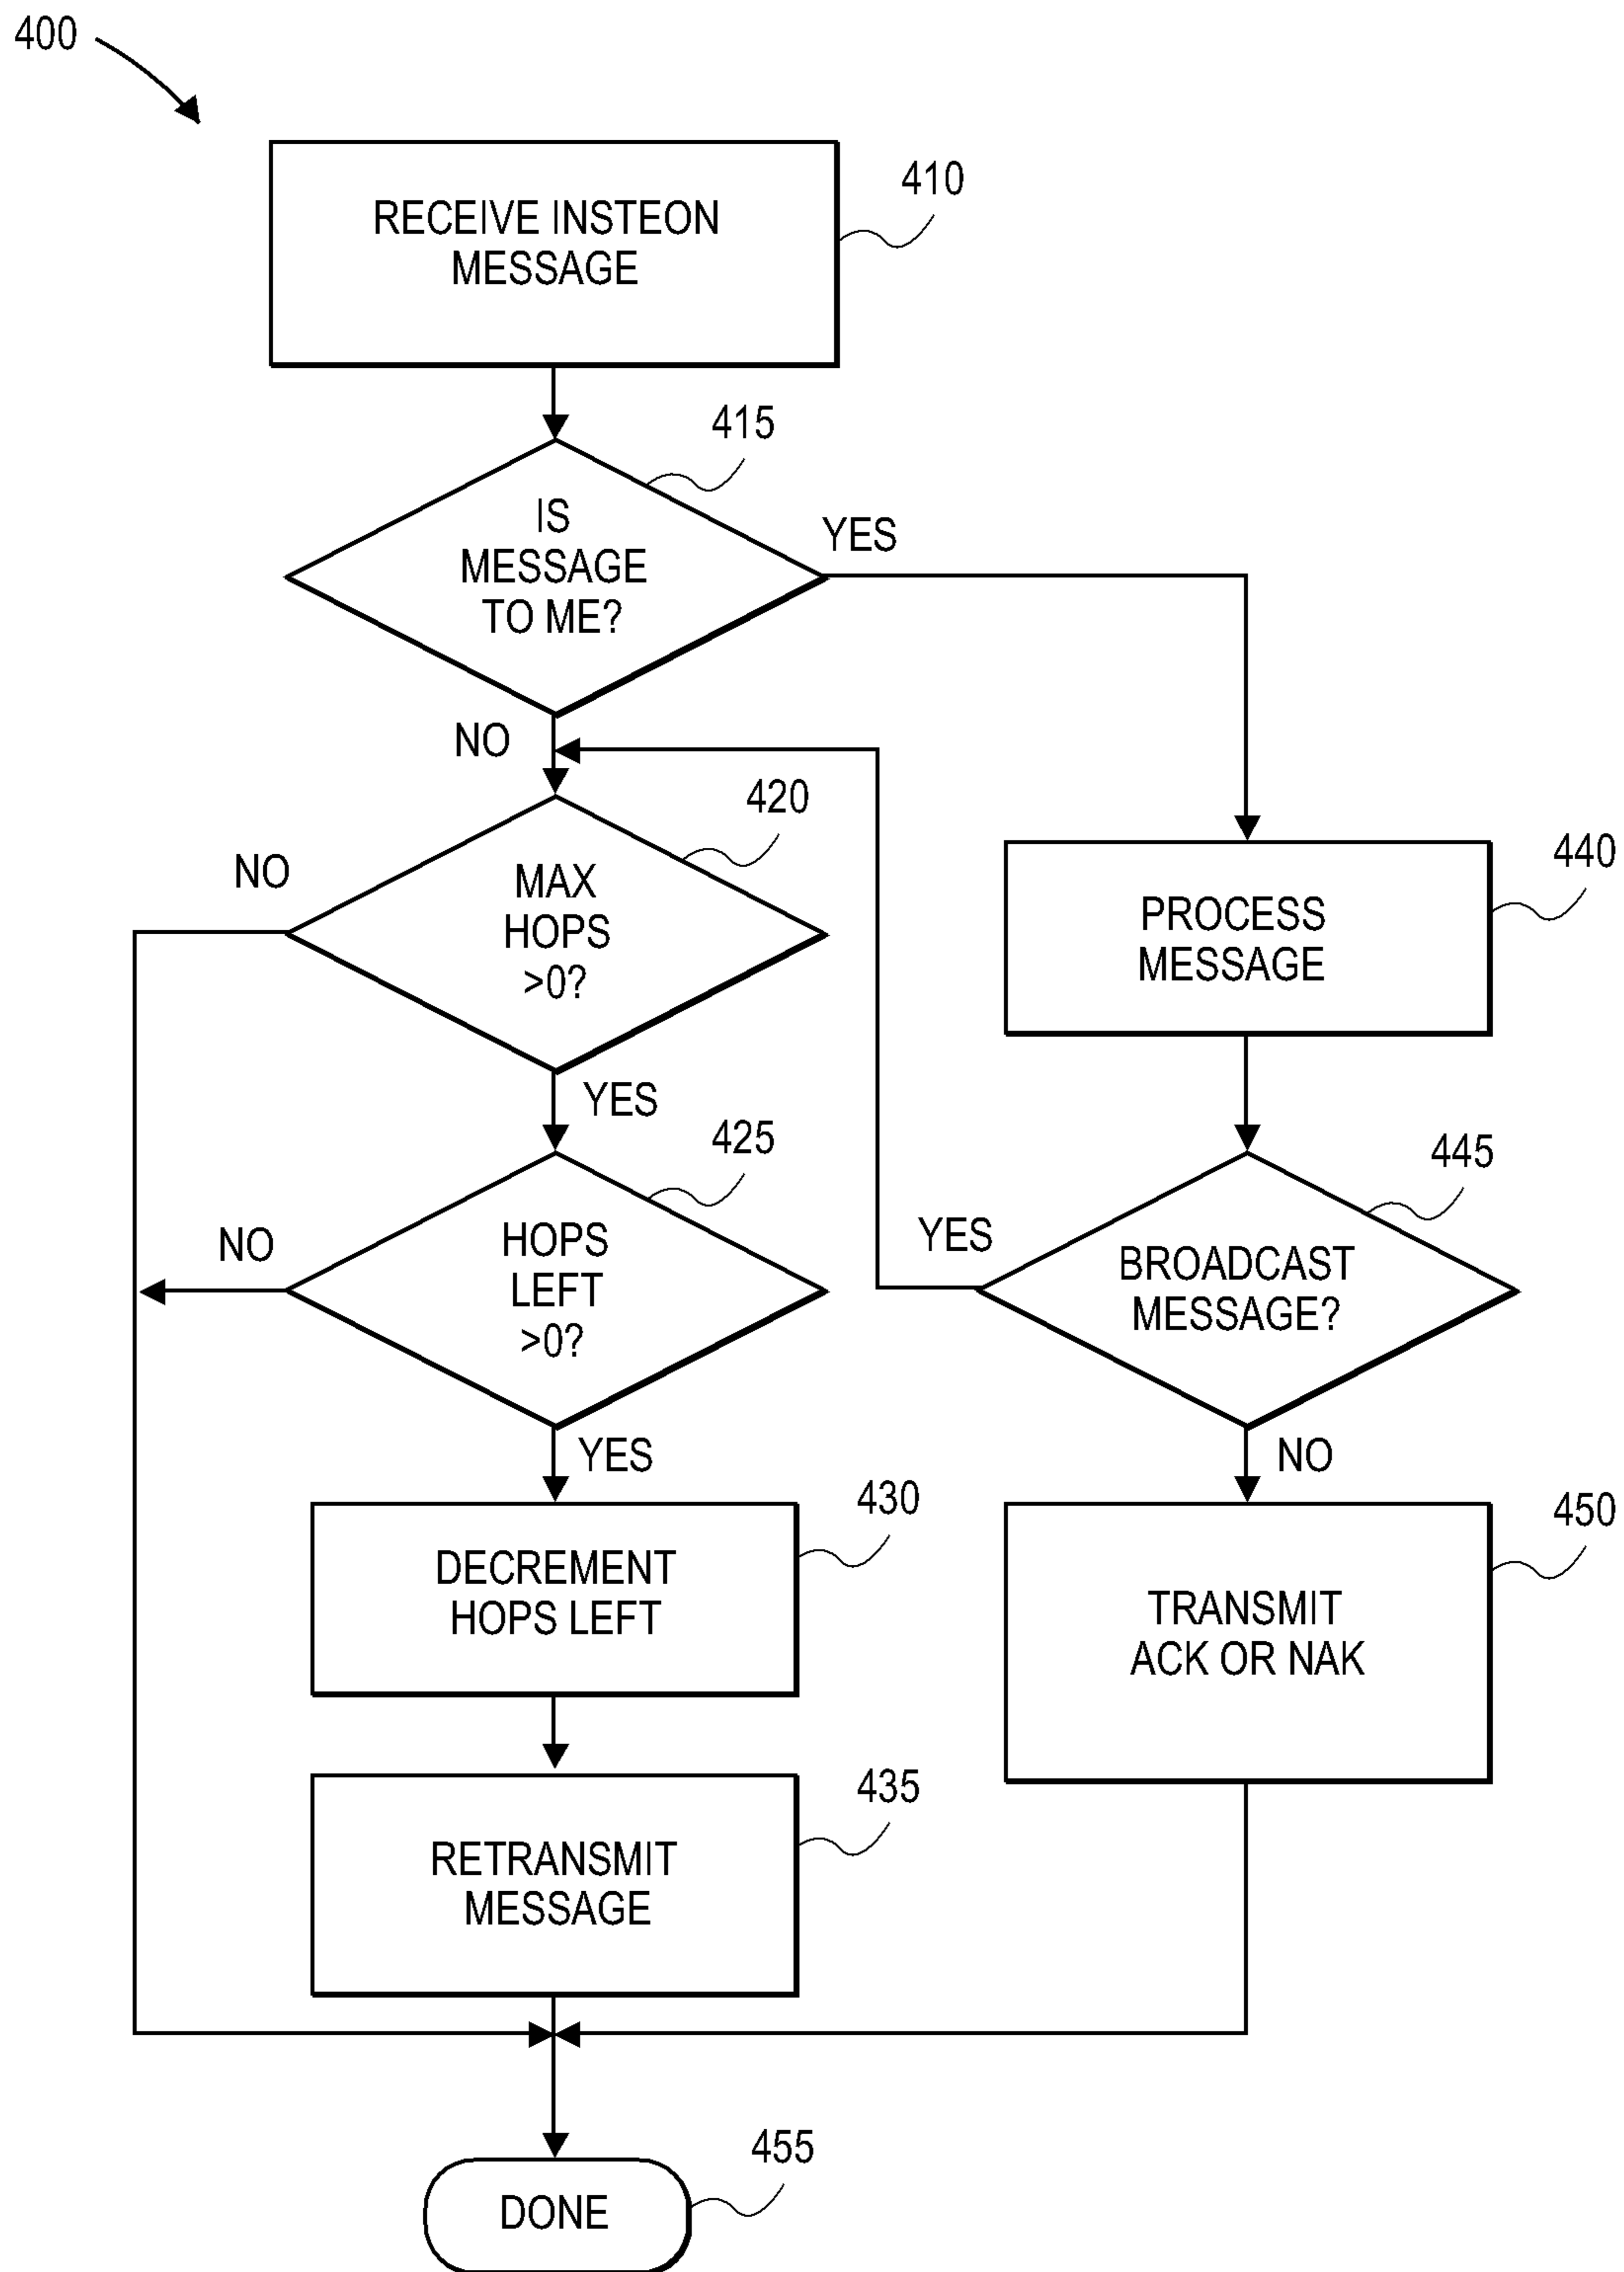 400
RECEIVE INSTEON
MESSAGE
410
415
IS
MESSAGE
TO ME?
YES
NO
420
MAX
HOPS
>0?
NO
440
PROCESS
MESSAGE
YES
425
HOPS
LEFT
>0?
NO
445
BROADCAST
MESSAGE?
YES
YES
NO
430
DECREMENT
HOPS LEFT
450
TRANSMIT
ACK OR NAK
435
RETRANSMIT
MESSAGE
455
DONE